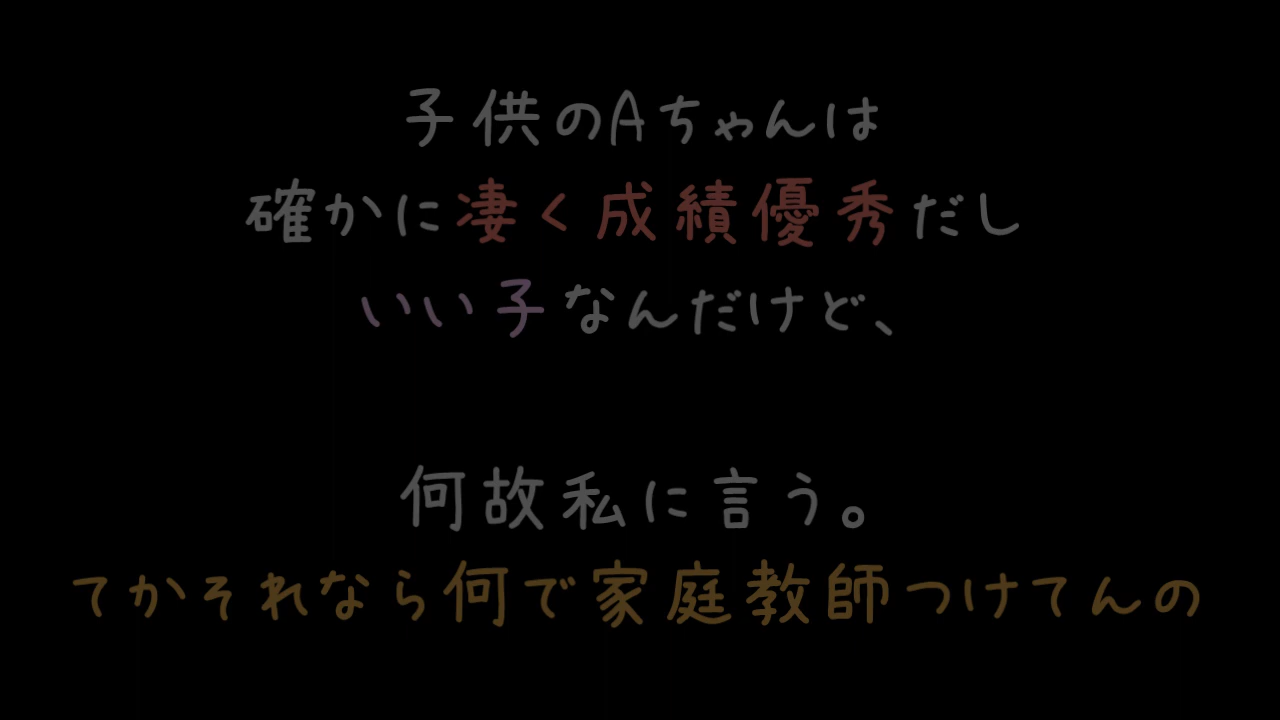 子供のAちゃんは
確かに凄く成績優秀だし
いい子なんだけど、
何故私に言う。
てかそれなら何で家庭教師つけてんの